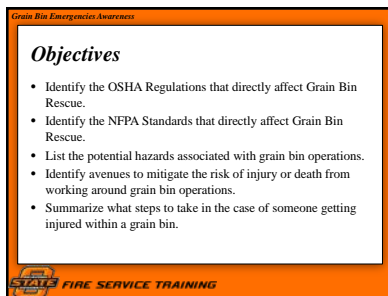 Grain Bin Emergencies Awareness
Objectives
• Identify the OSHA Regulations that directly affect Grain Bin
Rescue.
• Identify the NFPA Standards that directly affect Grain Bin
Rescue.
• List the potential hazards associated with grain bin operations.
• Identify avenues to mitigate the risk of injury or death from
working around grain bin operations.
• Summarize what steps to take in the case of someone getting
injured within a grain bin.
STATE FIRE SERVICE TRAINING